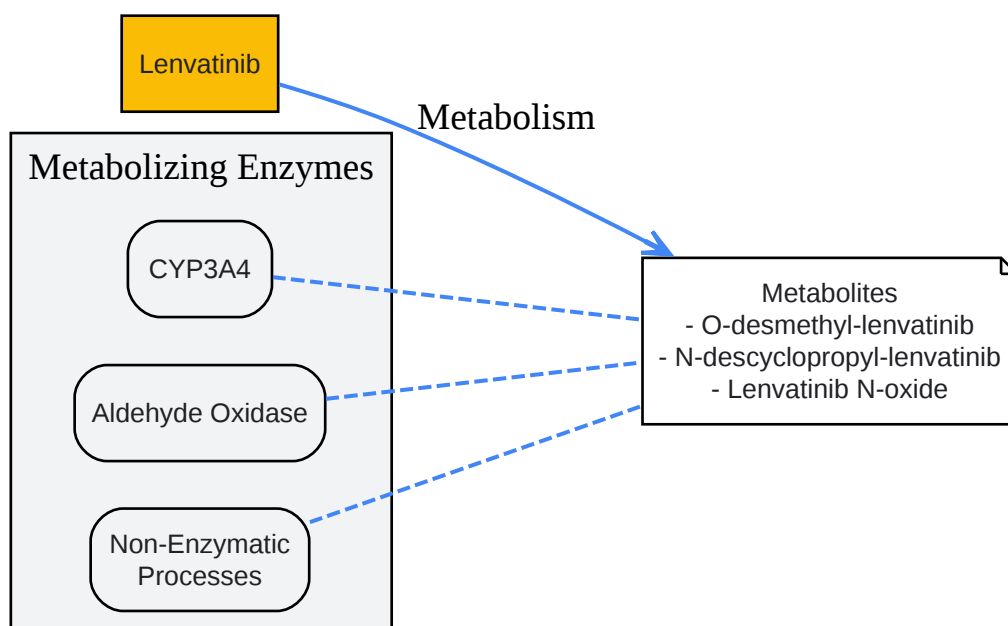 Lenvatinib
Metabolism
Metabolizing Enzymes
CYP3A4
Aldehyde Oxidase
Non-Enzymatic
Processes
Metabolites
- O-desmethyl-lenvatinib
- N-descyclopropyl-lenvatinib
- Lenvatinib N-oxide